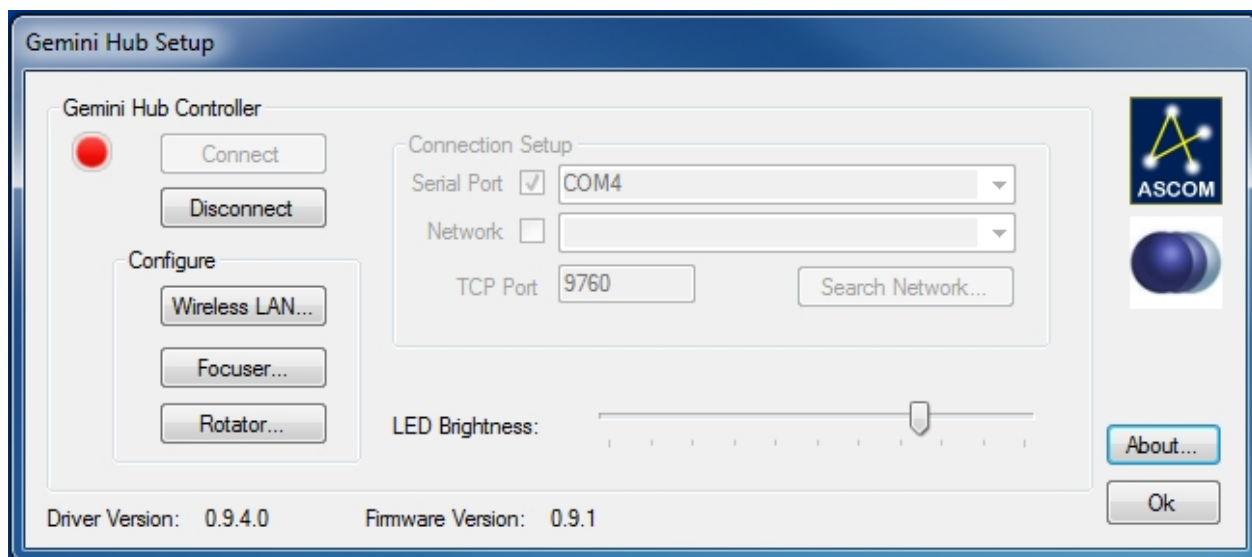 Gemini Hub Setup
Gemini Hub Controller
Connect
Disconnect
Configure
Wireless LAN...
Focuser...
Rotator...
Connection Setup
Serial Port COM4
Network
TCP Port 9760 Search Network...
LED Brightness:
ASCOM
About...
Ok
Driver Version: 0.9.4.0 Firmware Version: 0.9.1